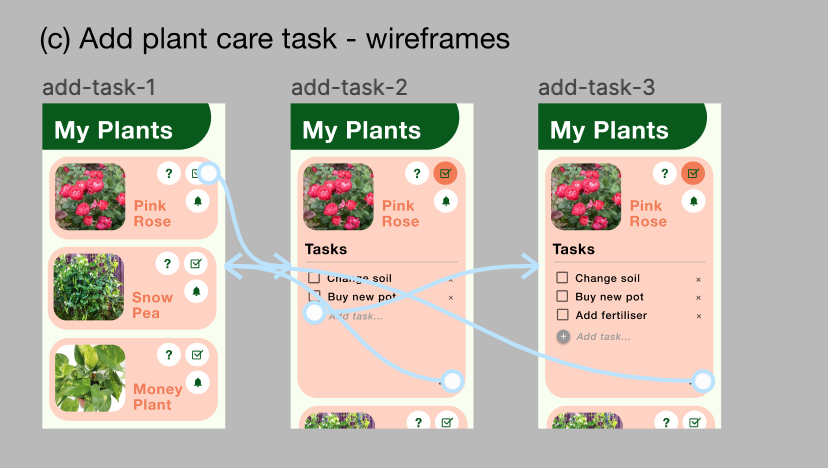 (c) Add plant care task - wireframes
add-task-1
My Plants
?
Pink
Rose
?
Snow
Pea
?
Money
Plant
add-task-2
My Plants
?
Pink
Rose
Tasks
Change soil ×
Buy new pot ×
Add task...
?
add-task-3
My Plants
?
Pink
Rose
Tasks
Change soil ×
Buy new pot ×
Add fertiliser ×
+ Add task...
?